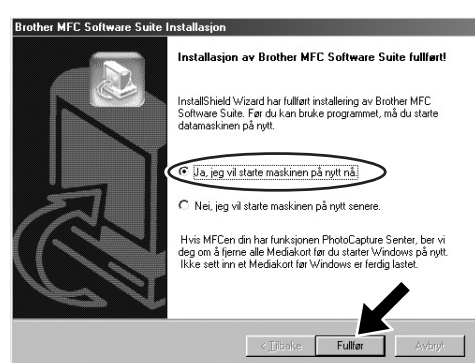 Brother MFC Software Suite Installasjon
Installasjon av Brother MFC Software Suite fullført!
InstallShield Wizard har fullført installering av Brother MFC
Software Suite. Før du kan bruke programmet, må du starte
datamaskinen på nytt.
Ja, jeg vil starte maskinen på nytt nå.
Nei, jeg vil starte maskinen på nytt senere.
Hvis MFCen din har funksjonen PhotoCapture Senter, ber vi
deg om å fjerne alle Mediakort før du starter Windows på nytt.
Ikke sett inn et Mediakort før Windows er ferdig lastet.
< Tilbake Fullfør Avbryt